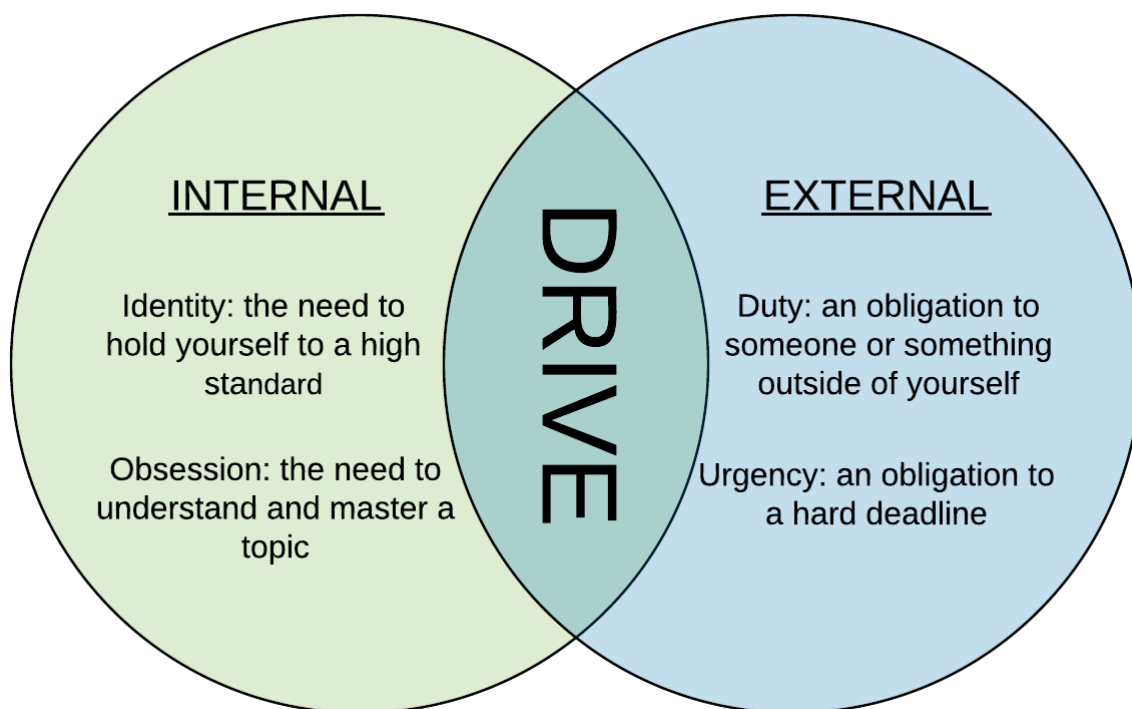 INTERNAL
Identity: the need to
hold yourself to a high
standard
Obsession: the need to
understand and master a
topic
DRIVE
EXTERNAL
Duty: an obligation to
someone or something
outside of yourself
Urgency: an obligation to
a hard deadline